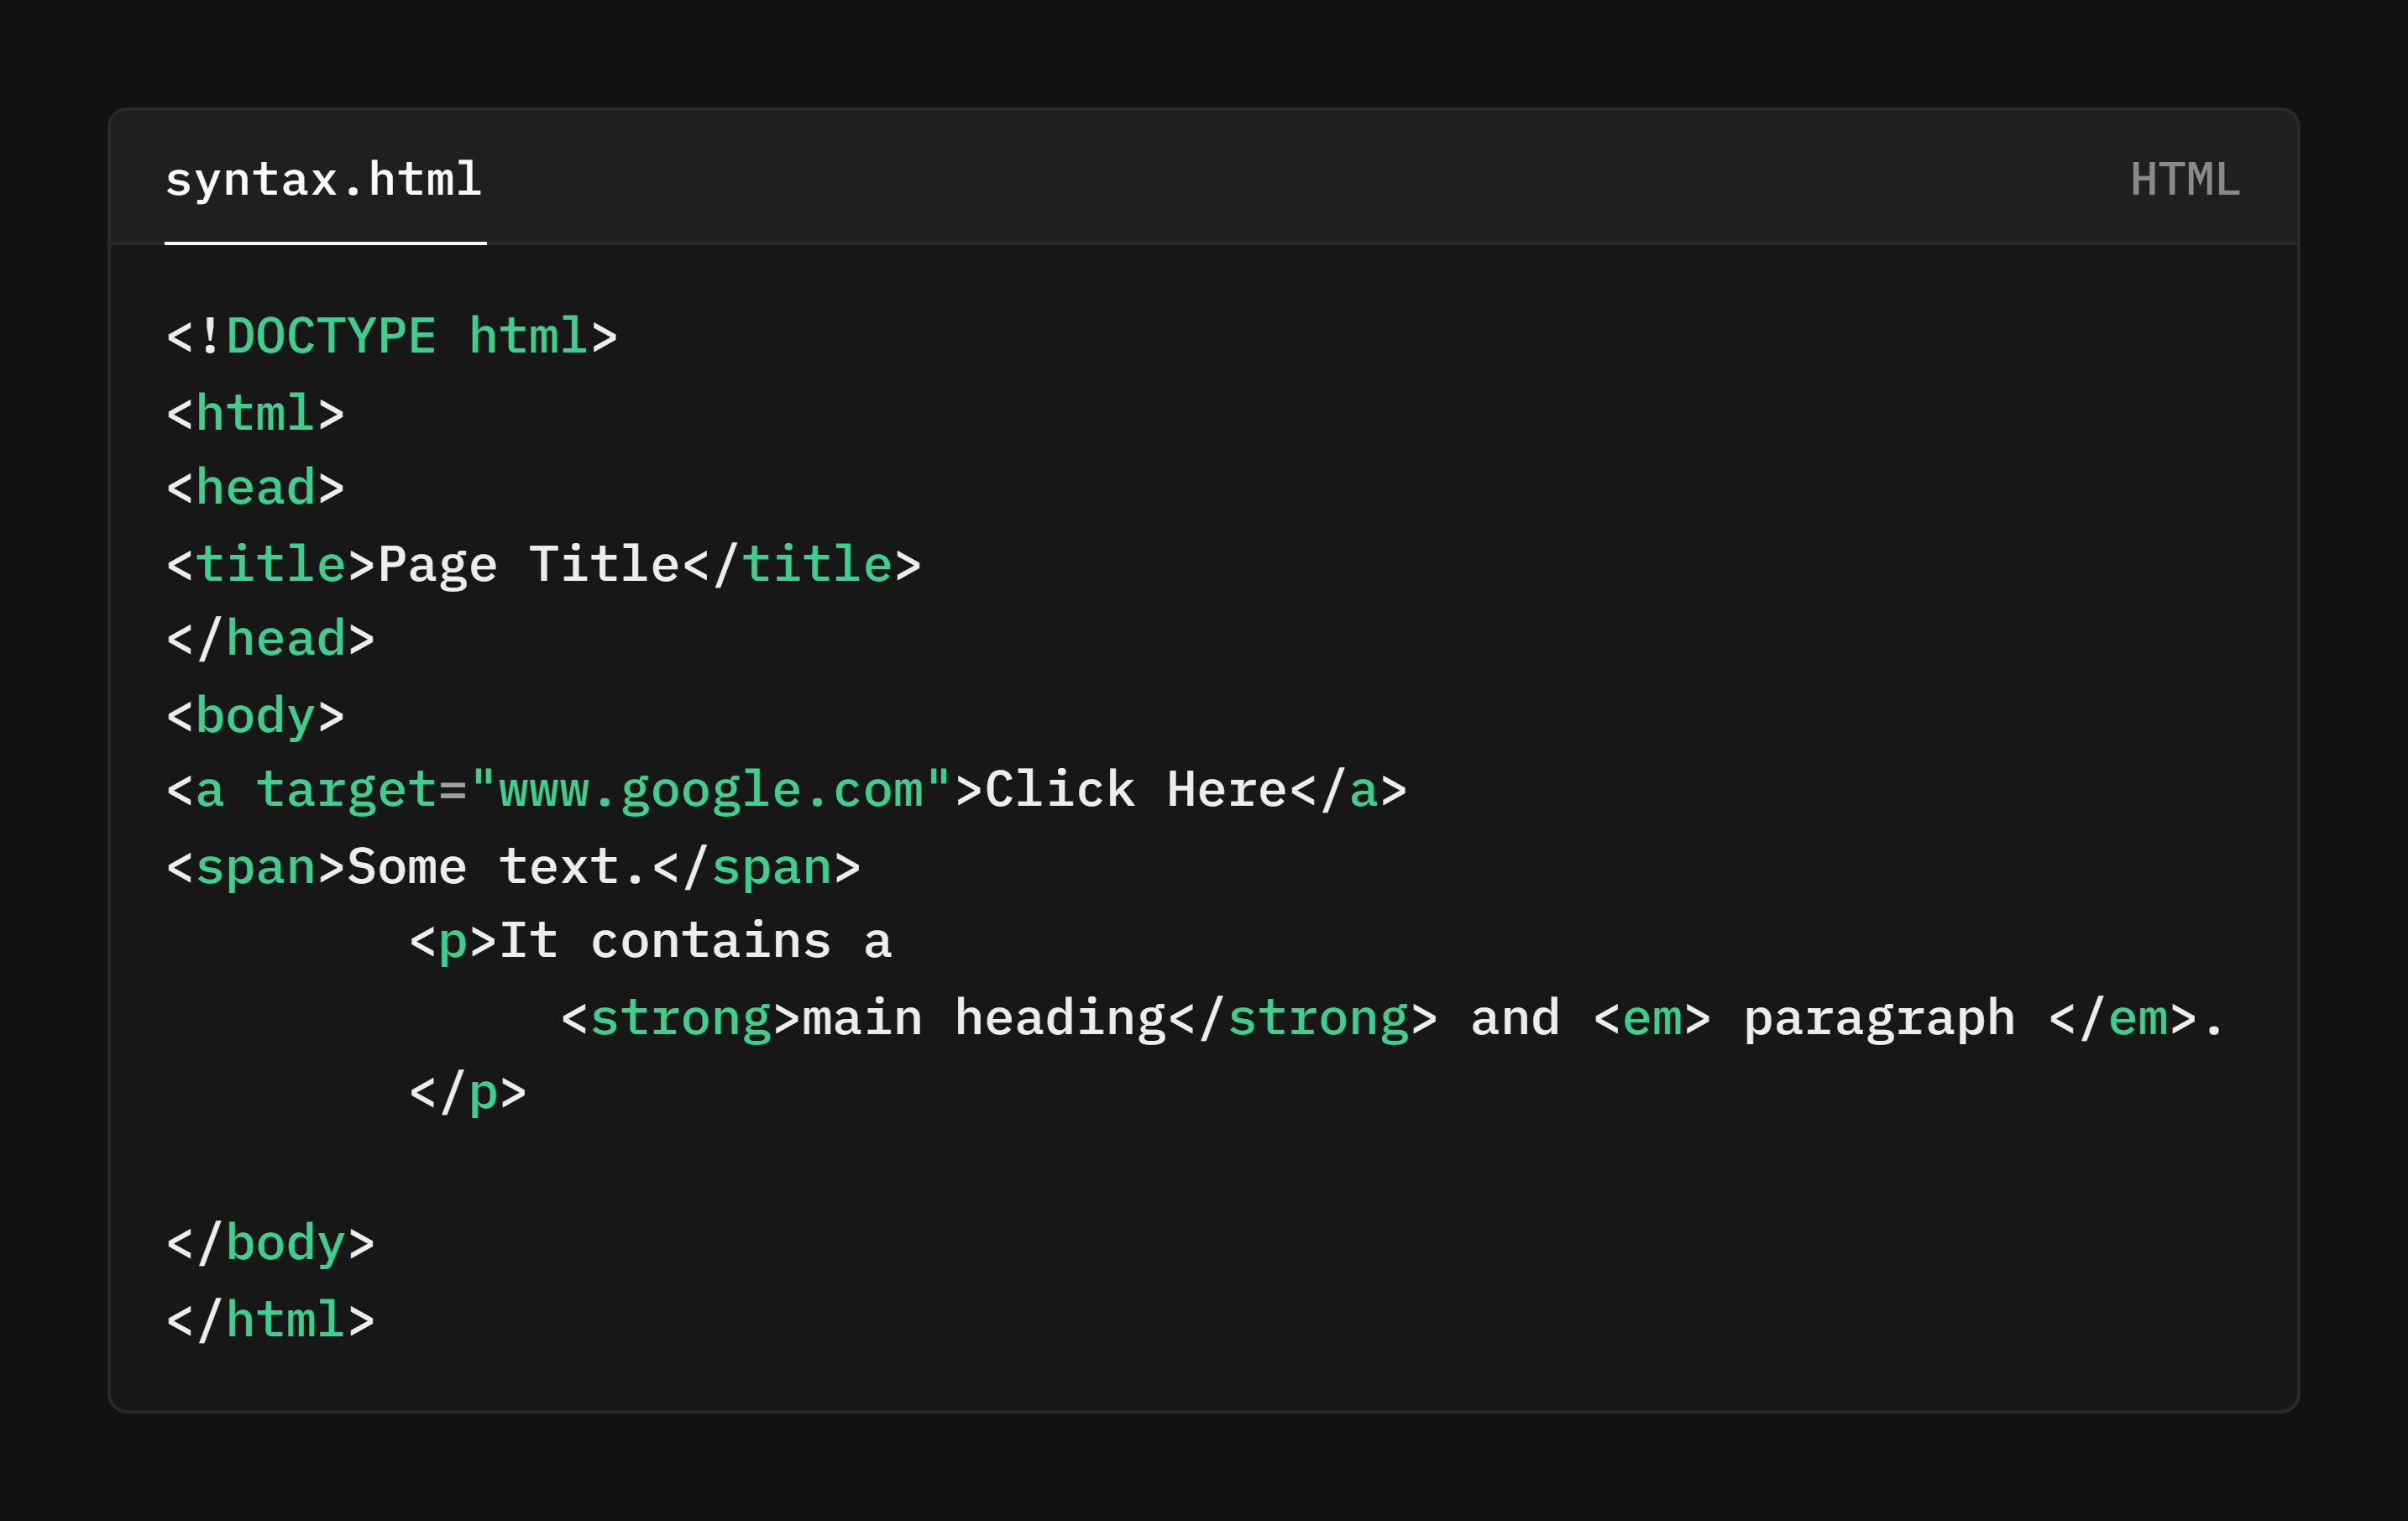 syntax.html
HTML
<!DOCTYPE html>
<html>
<head>
<title>Page Title</title>
</head>
<body>
<a target="www.google.com">Click Here</a>
<span>Some text.</span>
        <p>It contains a
             <strong>main heading</strong> and <em> paragraph </em>.
        </p>

</body>
</html>